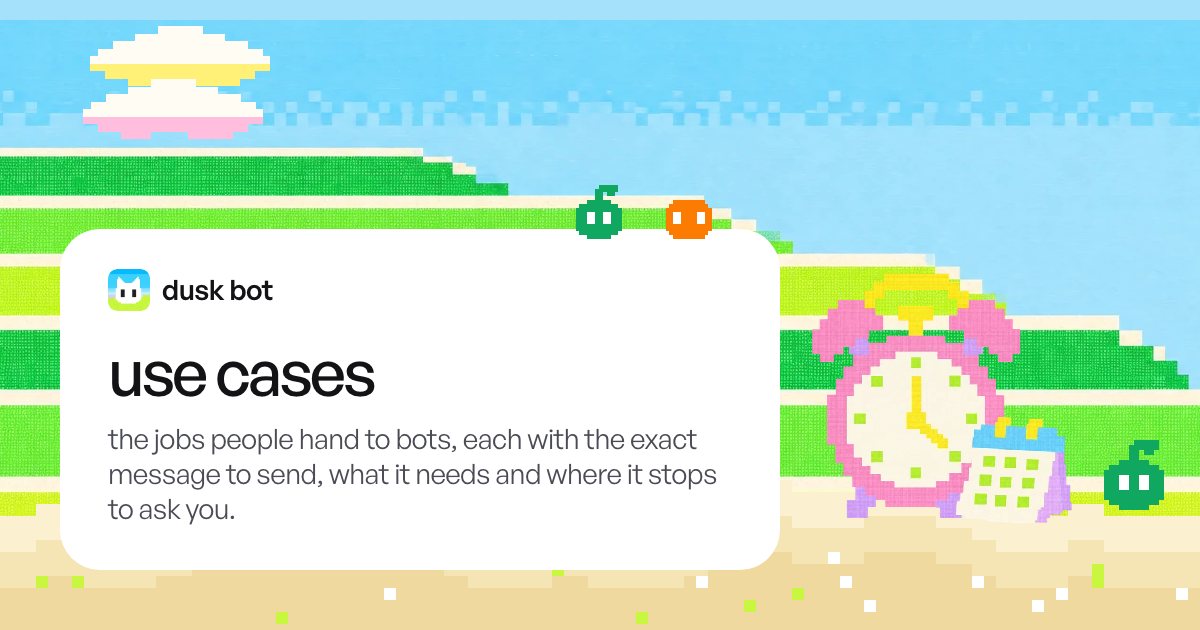 dusk bot
use cases
the jobs people hand to bots, each with the exact
message to send, what it needs and where it stops
to ask you.